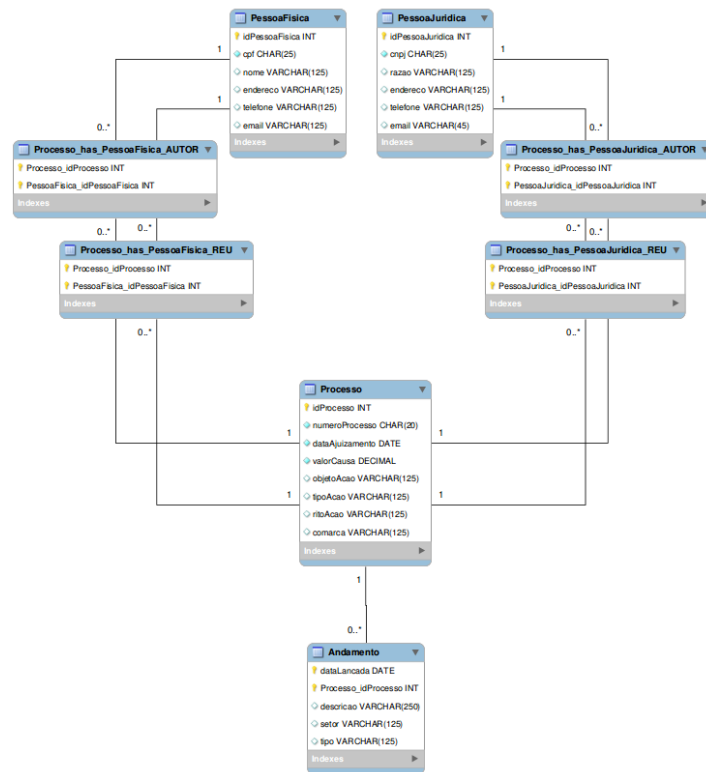 PessoaFisica
idPessoaFisica INT
cpf CHAR(25)
nome VARCHAR(125)
endereco VARCHAR(125)
telefone VARCHAR(125)
email VARCHAR(125)
Indexes
PessoaJuridica
idPessoaJuridica INT
cnpj CHAR(25)
razao VARCHAR(125)
endereco VARCHAR(125)
telefone VARCHAR(125)
email VARCHAR(45)
Indexes
1
1
1
1
0..*
0..*
Processo_has_PessoaFisica_AUTOR
Processo_idProcesso INT
PessoaFisica_idPessoaFisica INT
Indexes
Processo_has_PessoaJuridica_AUTOR
Processo_idProcesso INT
PessoaJuridica_idPessoaJuridica INT
Indexes
0..*
0..*
0..*
0..*
Processo_has_PessoaFisica_REU
Processo_idProcesso INT
PessoaFisica_idPessoaFisica INT
Indexes
Processo_has_PessoaJuridica_REU
Processo_idProcesso INT
PessoaJuridica_idPessoaJuridica INT
Indexes
0..*
0..*
Processo
idProcesso INT
numeroProcesso CHAR(20)
dataAjuizamento DATE
valorCausa DECIMAL
objetoAcao VARCHAR(125)
tipoAcao VARCHAR(125)
ritoAcao VARCHAR(125)
comarca VARCHAR(125)
Indexes
1
1
1
1
1
0..*
Andamento
dataLancada DATE
Processo_idProcesso INT
descricao VARCHAR(250)
setor VARCHAR(125)
tipo VARCHAR(125)
Indexes